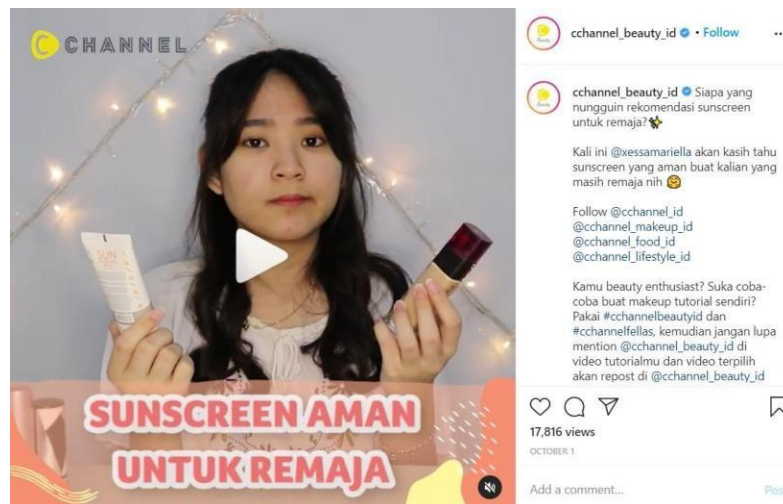 C CHANNEL
SUN
SUNSCREEN AMAN
UNTUK REMAJA
cchannel_beauty_id • Follow
cchannel_beauty_id Siapa yang
nungguin rekomendasi sunscreen
untuk remaja?
Kali ini @xessamariella akan kasih tahu
sunscreen yang aman buat kalian yang
masih remaja nih
Follow @cchannel_id
@cchannel_makeup_id
@cchannel_food_id
@cchannel_lifestyle_id
Kamu beauty enthusiast? Suka coba-
coba buat makeup tutorial sendiri?
Pakai #cchannelbeautyid dan
#cchannelfellas, kemudian jangan lupa
mention @cchannel_beauty_id di
video tutorialmu dan video terpilih
akan repost di @cchannel_beauty_id
17,816 views
OCTOBER 1
Add a comment...